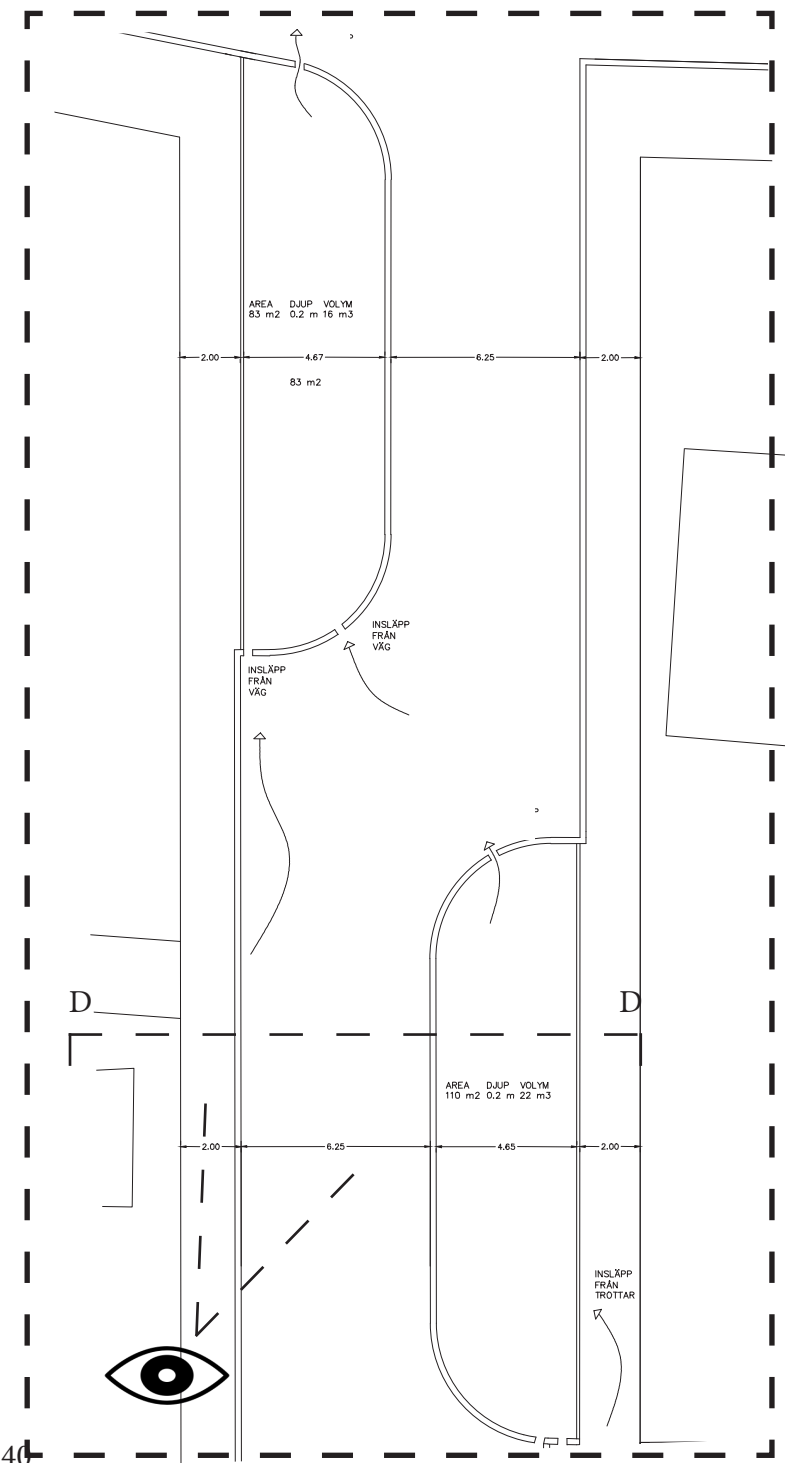 AREA DJUP VOLYM
83 m2 0.2 m 16 m3
2.00 4.67 6.25 2.00
83 m2
INSLÄPP
FRÅN
VÄG
INSLÄPP
FRÅN
VÄG
D D
AREA DJUP VOLYM
110 m2 0.2 m 22 m3
2.00 6.25 4.65 2.00
INSLÄPP
FRÅN
TROTTAR
40